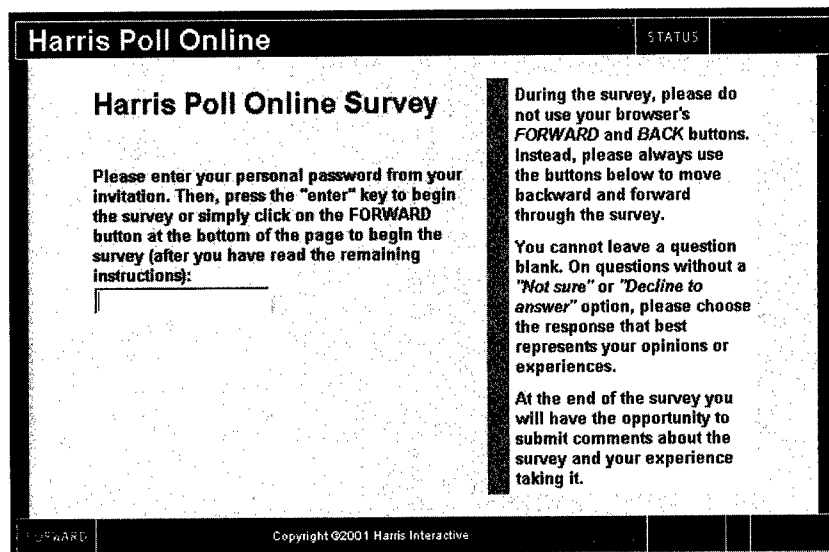 Harris Poll Online
STATUS
Harris Poll Online Survey
Please enter your personal password from your
invitation. Then, press the "enter" key to begin
the survey or simply click on the FORWARD
button at the bottom of the page to begin the
survey (after you have read the remaining
instructions):
During the survey, please do
not use your browser's
FORWARD and BACK buttons.
Instead, please always use
the buttons below to move
backward and forward
through the survey.
You cannot leave a question
blank. On questions without a
"Not sure" or "Decline to
answer" option, please choose
the response that best
represents your opinions or
experiences.
At the end of the survey you
will have the opportunity to
submit comments about the
survey and your experience
taking it.
FORWARD
Copyright ©2001 Harris Interactive